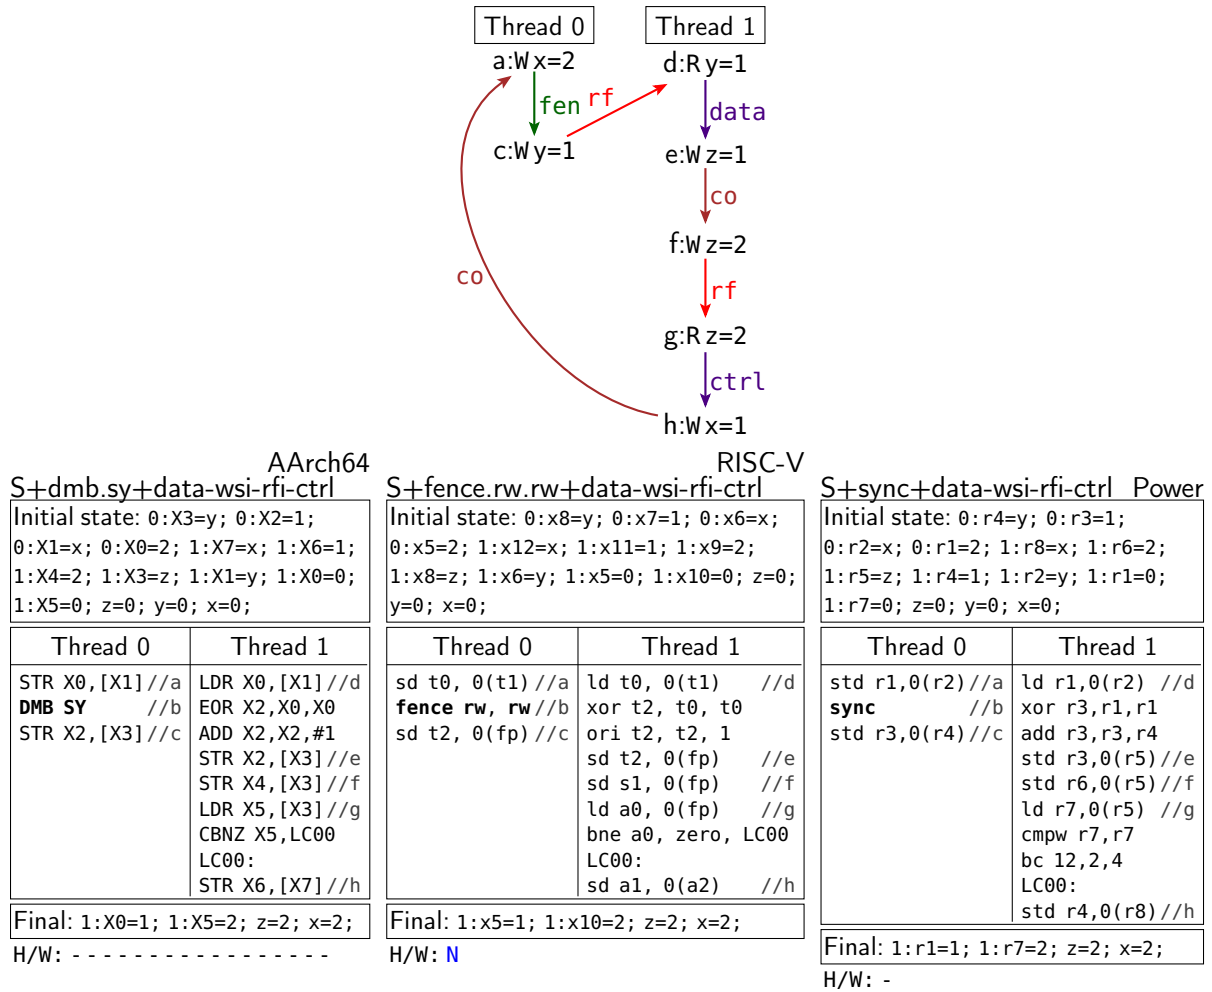 Thread 0 Thread 1
a:W x=2 d:R y=1
fen rf data
c:W y=1 e:W z=1
co
f:W z=2
co rf
g:R z=2
ctrl
h:W x=1
AArch64
S+dmb.sy+data-wsi-rfi-ctrl
Initial state: 0:X3=y; 0:X2=1;
0:X1=x; 0:X0=2; 1:X7=x; 1:X6=1;
1:X4=2; 1:X3=z; 1:X1=y; 1:X0=0;
1:X5=0; z=0; y=0; x=0;
Thread 0 Thread 1
STR X0,[X1]//a LDR X0,[X1]//d
DMB SY //b EOR X2,X0,X0
STR X2,[X3]//c ADD X2,X2,#1
STR X2,[X3]//e
STR X4,[X3]//f
LDR X5,[X3]//g
CBNZ X5,LC00
LC00:
STR X6,[X7]//h
Final: 1:X0=1; 1:X5=2; z=2; x=2;
H/W: - - - - - - - - - - - - - - - - -
RISC-V
S+fence.rw.rw+data-wsi-rfi-ctrl
Initial state: 0:x8=y; 0:x7=1; 0:x6=x;
0:x5=2; 1:x12=x; 1:x11=1; 1:x9=2;
1:x8=z; 1:x6=y; 1:x5=0; 1:x10=0; z=0;
y=0; x=0;
Thread 0 Thread 1
sd t0, 0(t1)//a ld t0, 0(t1) //d
fence rw, rw//b xor t2, t0, t0
sd t2, 0(fp)//c ori t2, t2, 1
sd t2, 0(fp) //e
sd s1, 0(fp) //f
ld a0, 0(fp) //g
bne a0, zero, LC00
LC00:
sd a1, 0(a2) //h
Final: 1:x5=1; 1:x10=2; z=2; x=2;
H/W: N
S+sync+data-wsi-rfi-ctrl Power
Initial state: 0:r4=y; 0:r3=1;
0:r2=x; 0:r1=2; 1:r8=x; 1:r6=2;
1:r5=z; 1:r4=1; 1:r2=y; 1:r1=0;
1:r7=0; z=0; y=0; x=0;
Thread 0 Thread 1
std r1,0(r2)//a ld r1,0(r2) //d
sync //b xor r3,r1,r1
std r3,0(r4)//c add r3,r3,r4
std r3,0(r5)//e
std r6,0(r5)//f
ld r7,0(r5) //g
cmpw r7,r7
bc 12,2,4
LC00:
std r4,0(r8)//h
Final: 1:r1=1; 1:r7=2; z=2; x=2;
H/W: -